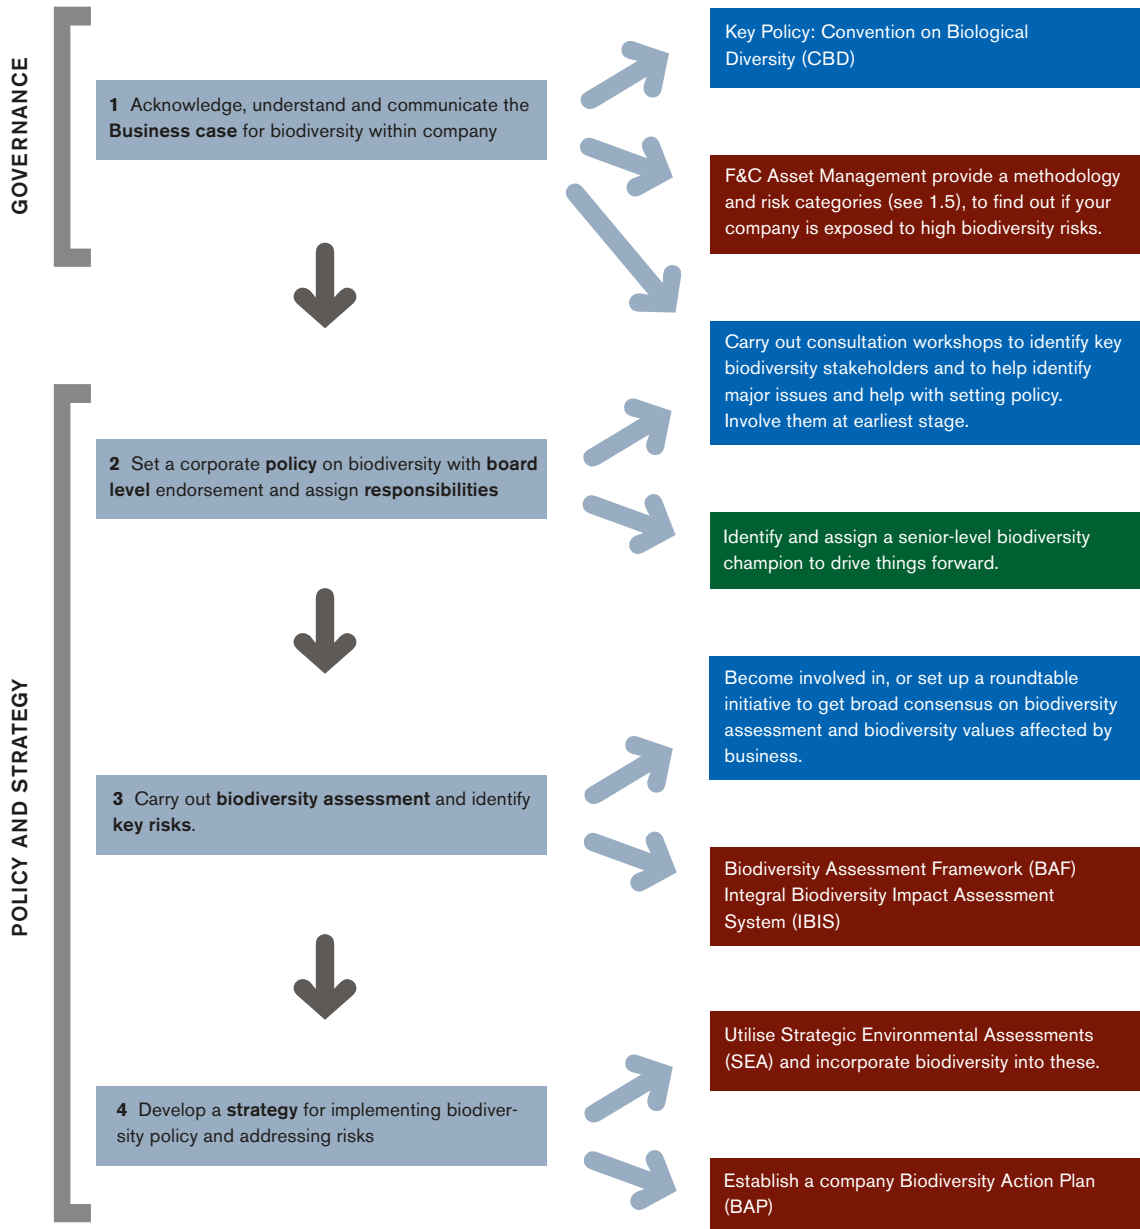 GOVERNANCE
1 Acknowledge, understand and communicate the
Business case for biodiversity within company
Key Policy: Convention on Biological
Diversity (CBD)
F&C Asset Management provide a methodology
and risk categories (see 1.5), to find out if your
company is exposed to high biodiversity risks.
Carry out consultation workshops to identify key
biodiversity stakeholders and to help identify
major issues and help with setting policy.
Involve them at earliest stage.
POLICY AND STRATEGY
2 Set a corporate policy on biodiversity with board
level endorsement and assign responsibilities
Identify and assign a senior-level biodiversity
champion to drive things forward.
3 Carry out biodiversity assessment and identify
key risks.
Become involved in, or set up a roundtable
initiative to get broad consensus on biodiversity
assessment and biodiversity values affected by
business.
Biodiversity Assessment Framework (BAF)
Integral Biodiversity Impact Assessment
System (IBIS)
4 Develop a strategy for implementing biodiver-
sity policy and addressing risks
Utilise Strategic Environmental Assessments
(SEA) and incorporate biodiversity into these.
Establish a company Biodiversity Action Plan
(BAP)